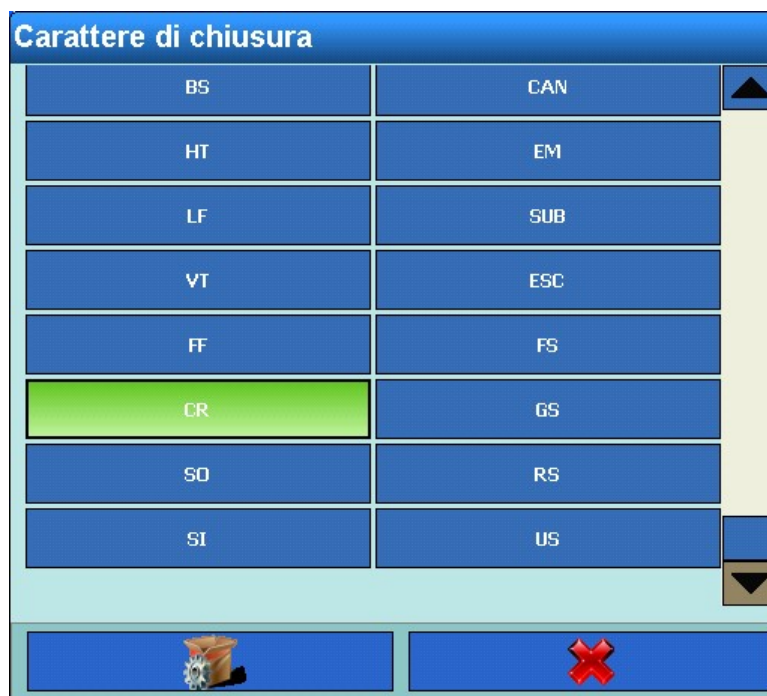 Carattere di chiusura
BS CAN
HT EM
LF SUB
VT ESC
FF FS
CR GS
SO RS
SI US